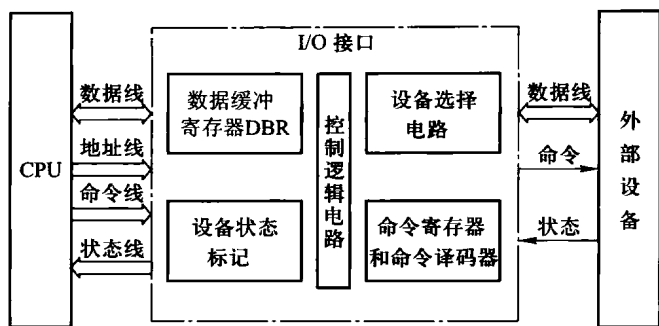 I/O 接口
CPU
数据线
地址线
命令线
状态线
数据缓冲
寄存器DBR
设备状态
标记
控制逻辑电路
设备选择
电路
命令寄存器
和命令译码器
数据线
命令
状态
外部设备